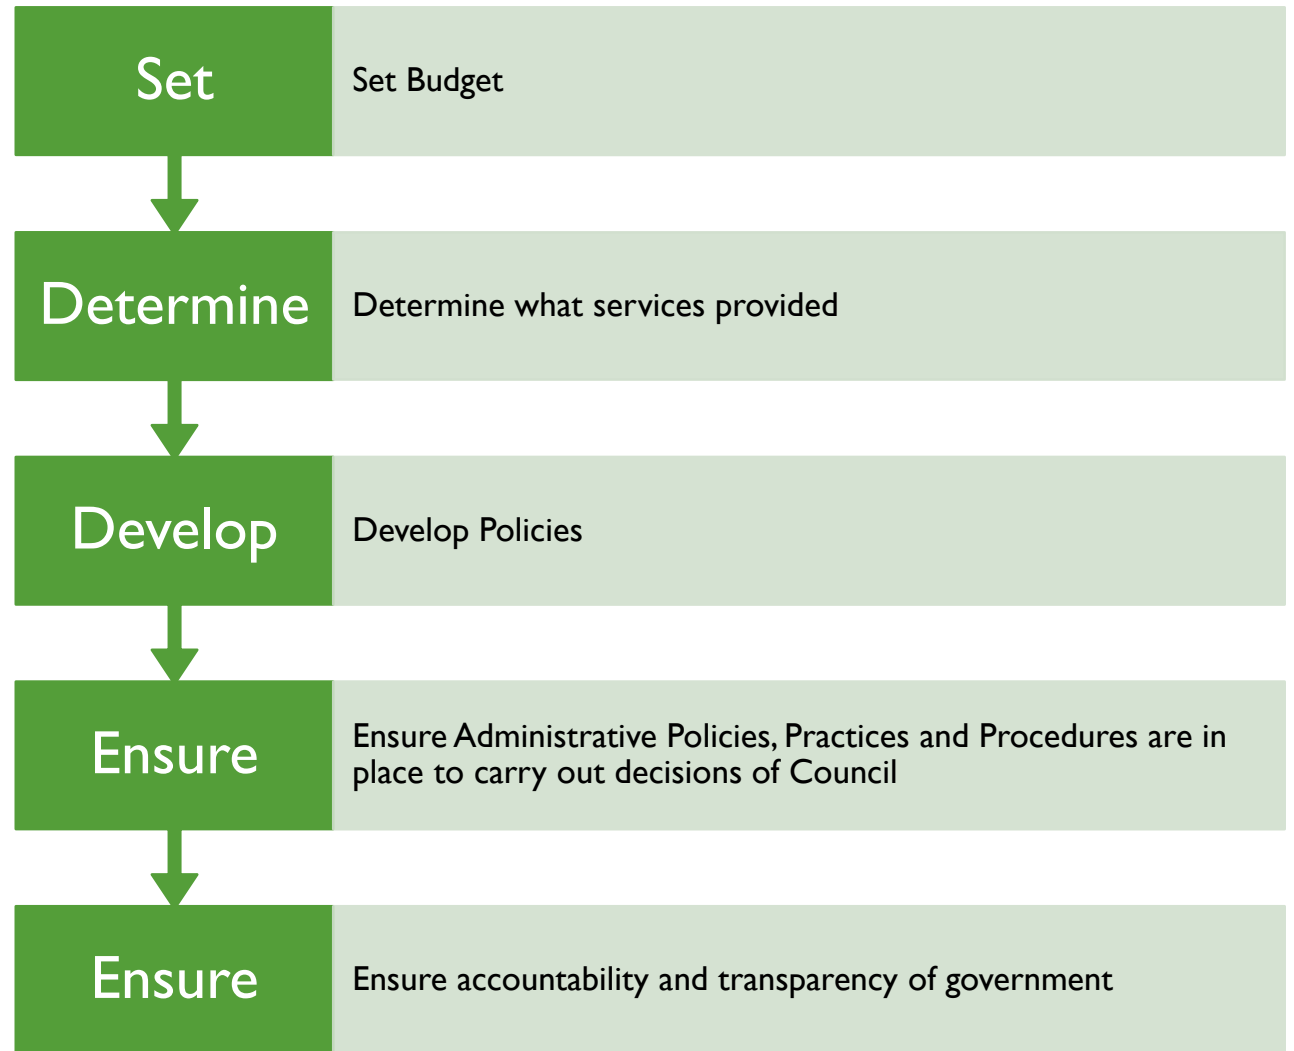 Set
Set Budget
Determine
Determine what services provided
Develop
Develop Policies
Ensure
Ensure Administrative Policies, Practices and Procedures are in
place to carry out decisions of Council
Ensure
Ensure accountability and transparency of government